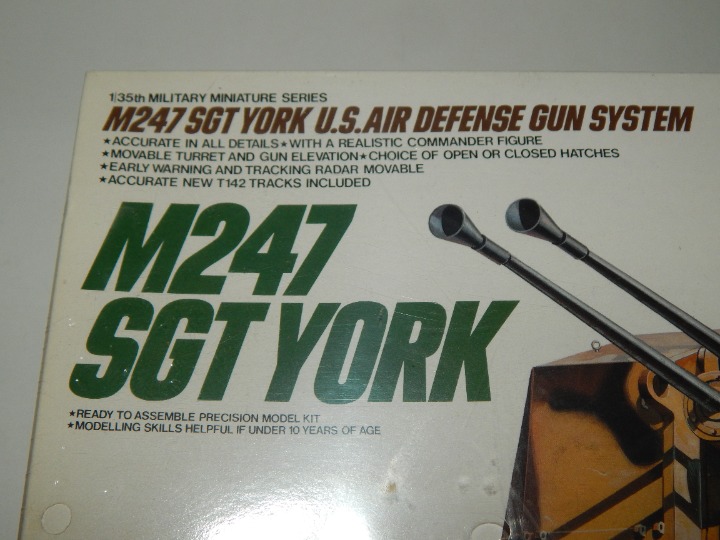 1/35th MILITARY MINIATURE SERIES
M247 SGT YORK U.S. AIR DEFENSE GUN SYSTEM
★ACCURATE IN ALL DETAILS★WITH A REALISTIC COMMANDER FIGURE
★MOVABLE TURRET AND GUN ELEVATION★CHOICE OF OPEN OR CLOSED HATCHES
★EARLY WARNING AND TRACKING RADAR MOVABLE
★ACCURATE NEW T142 TRACKS INCLUDED
M247
SGT YORK
★READY TO ASSEMBLE PRECISION MODEL KIT
★MODELLING SKILLS HELPFUL IF UNDER 10 YEARS OF AGE